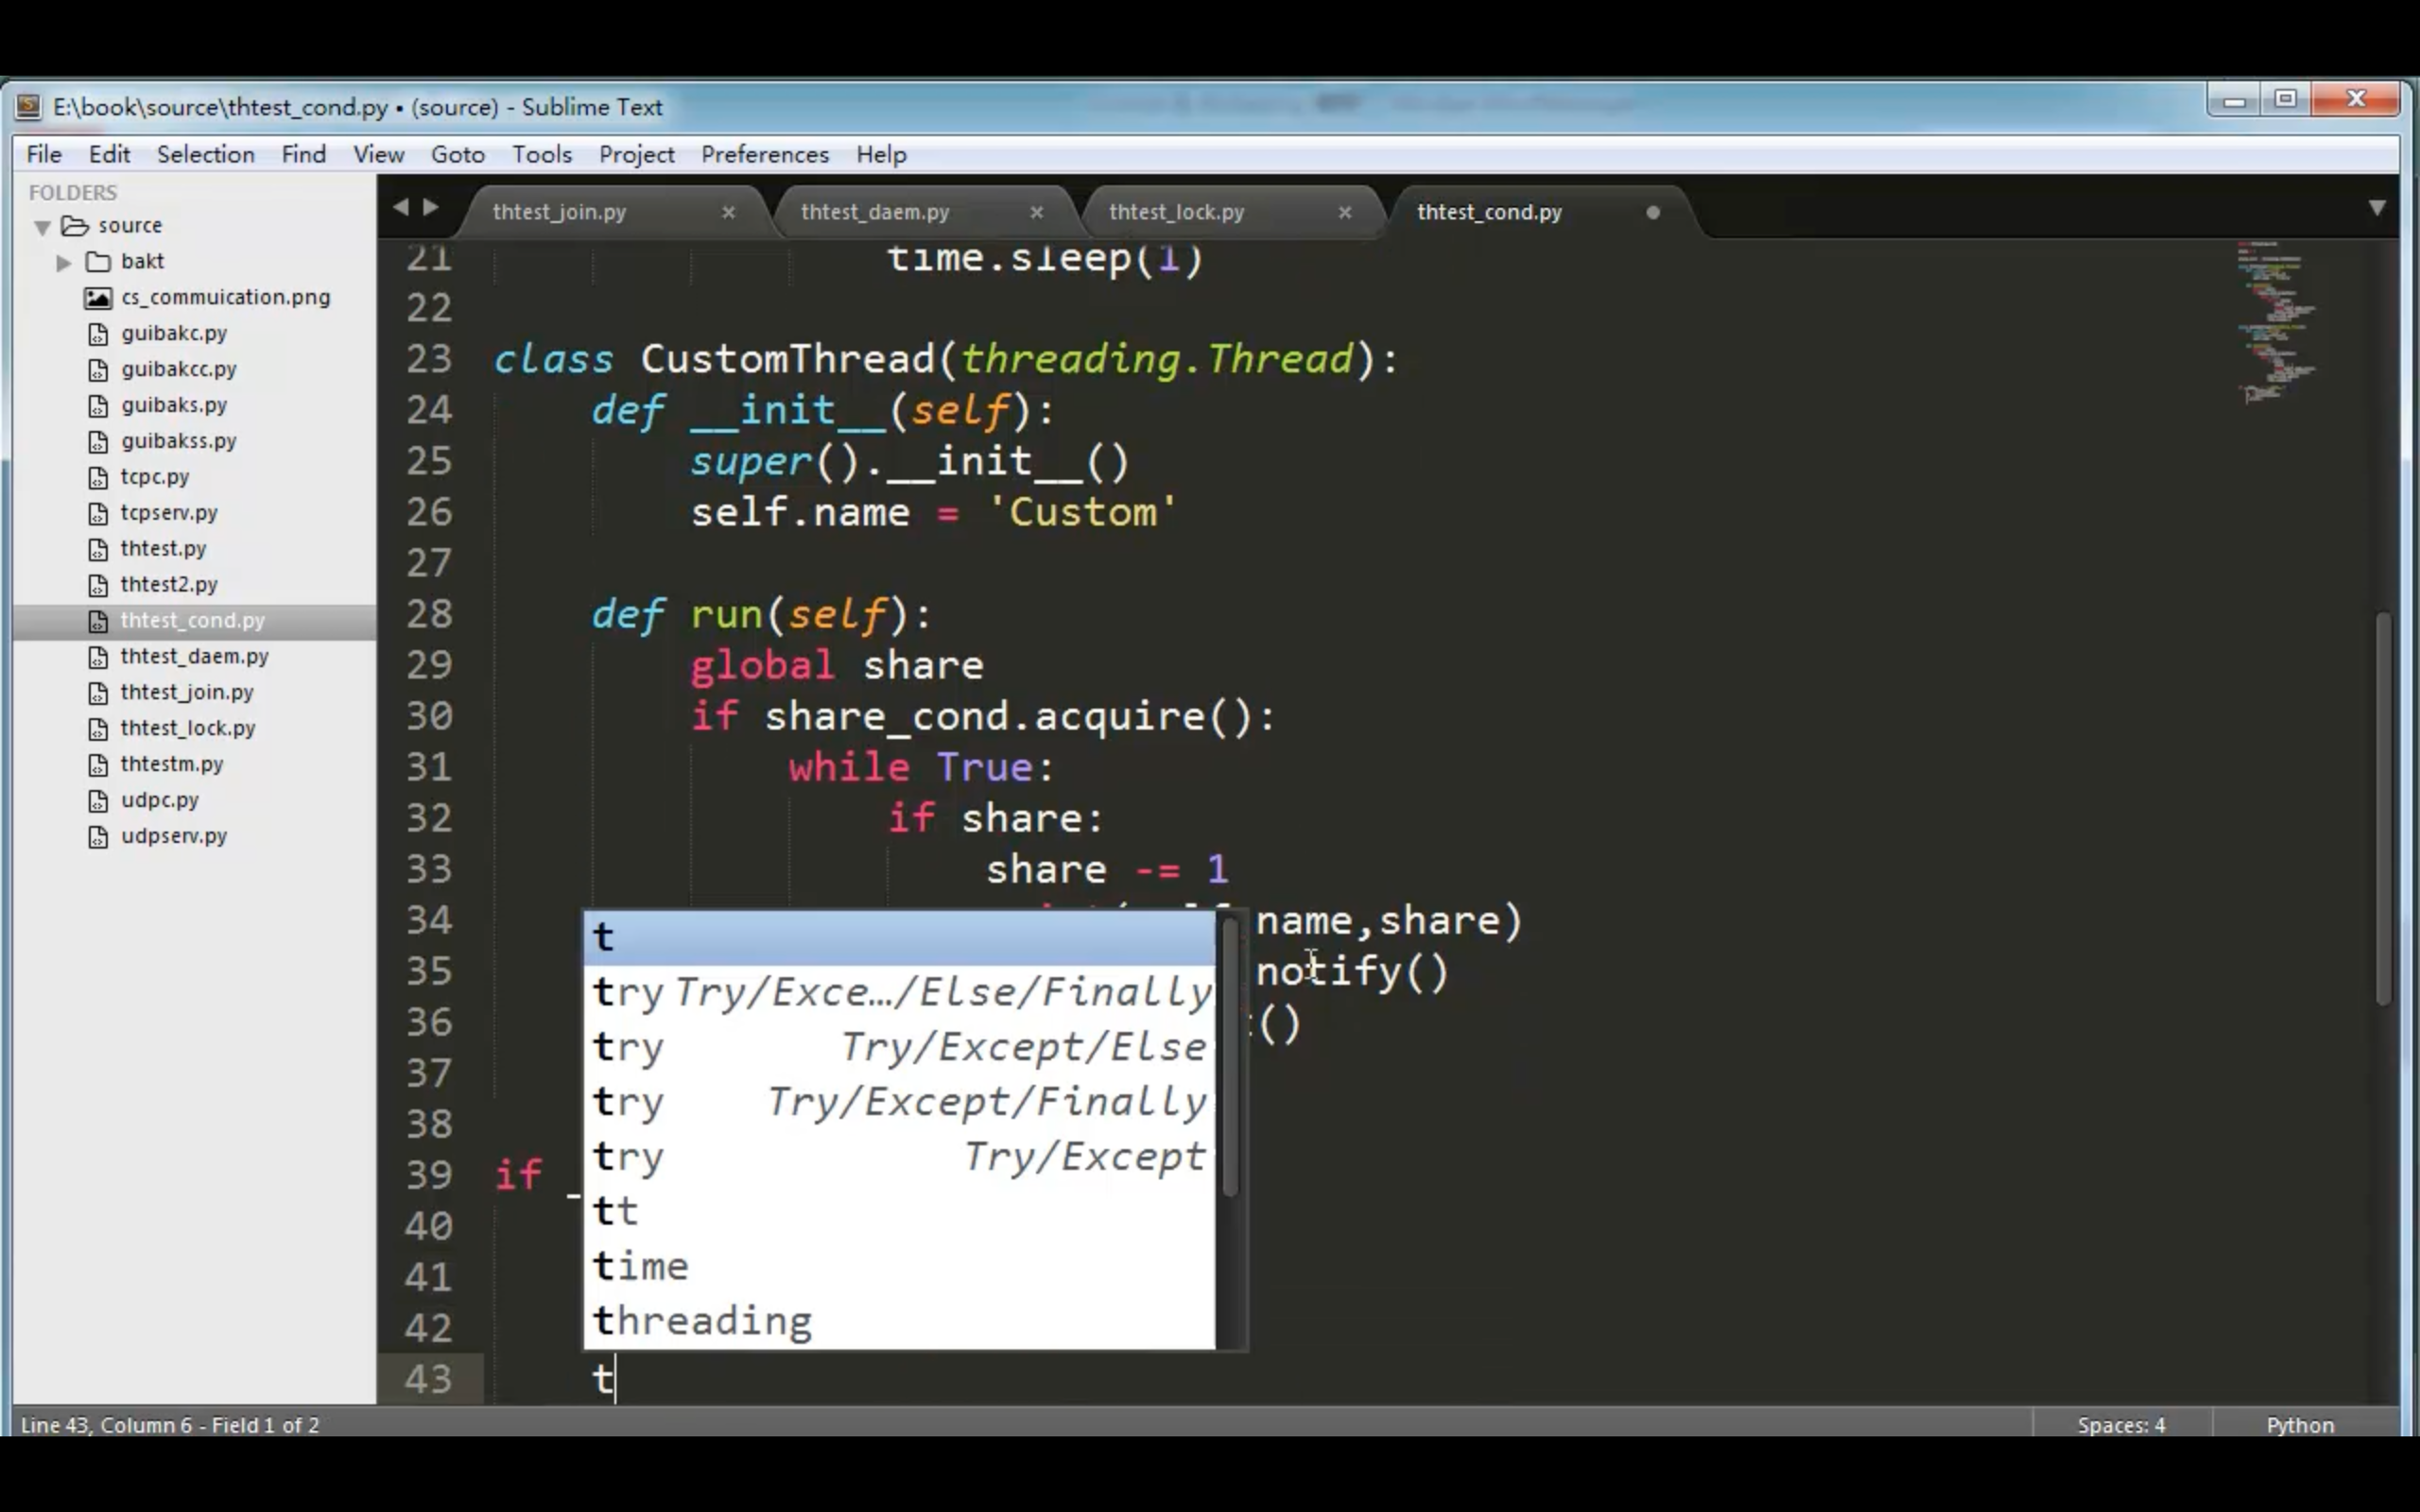 E:\book\source\thtest_cond.py • (source) - Sublime Text
File Edit Selection Find View Goto Tools Project Preferences Help
FOLDERS
source
bakt
cs_commuication.png
guibakc.py
guibakcc.py
guibaks.py
guibakss.py
tcpc.py
tcpserv.py
thtest.py
thtest2.py
thtest_cond.py
thtest_daem.py
thtest_join.py
thtest_lock.py
thtestm.py
udpc.py
udpserv.py
thtest_join.py × thtest_daem.py × thtest_lock.py × thtest_cond.py
21 time.sleep(1)
22
23 class CustomThread(threading.Thread):
24 def __init__(self):
25 super().__init__()
26 self.name = 'Custom'
27
28 def run(self):
29 global share
30 if share_cond.acquire():
31 while True:
32 if share:
33 share -= 1
34 name,share)
35 notify()
36 ()
37
38
39 if _
40
41
42
43 t
t
try Try/Exce…/Else/Finally
try Try/Except/Else
try Try/Except/Finally
try Try/Except
tt
time
threading
Line 43, Column 6 - Field 1 of 2
Spaces: 4 Python